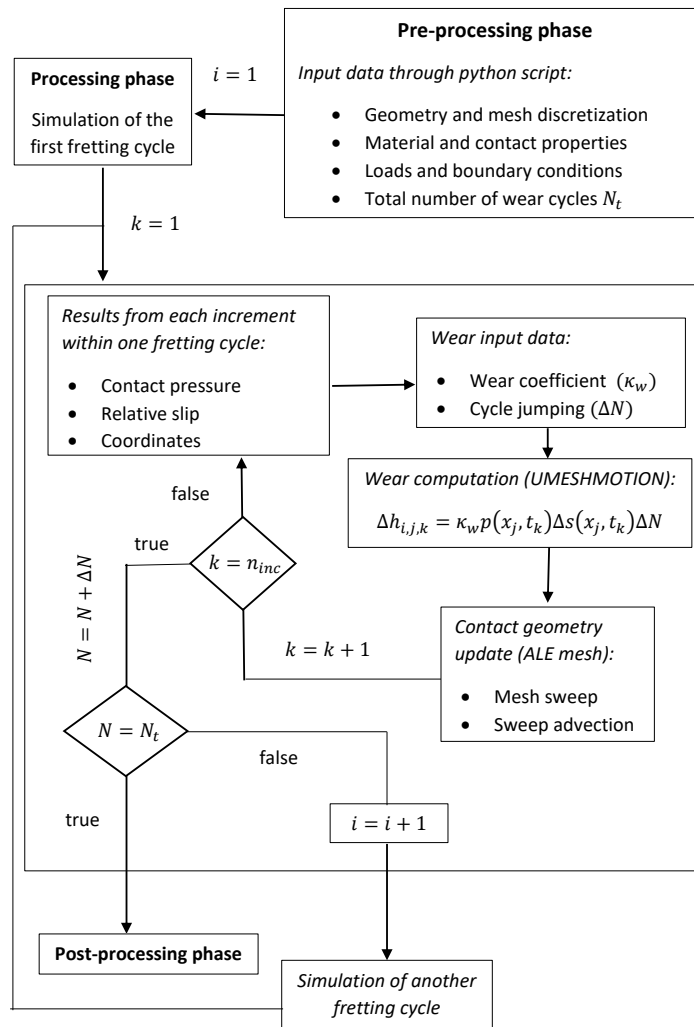 Pre-processing phase
Input data through python script:
• Geometry and mesh discretization
• Material and contact properties
• Loads and boundary conditions
• Total number of wear cycles N_t
i = 1
Processing phase
Simulation of the
first fretting cycle
k = 1
Results from each increment
within one fretting cycle:
• Contact pressure
• Relative slip
• Coordinates
Wear input data:
• Wear coefficient (κ_w)
• Cycle jumping (ΔN)
Wear computation (UMESHMOTION):
Δh_{i,j,k} = κ_w p(x_j, t_k)Δs(x_j, t_k)ΔN
Contact geometry
update (ALE mesh):
• Mesh sweep
• Sweep advection
k = k + 1
false
k = n_{inc}
true
N = N + ΔN
N = N_t
false
true
i = i + 1
Post-processing phase
Simulation of another
fretting cycle